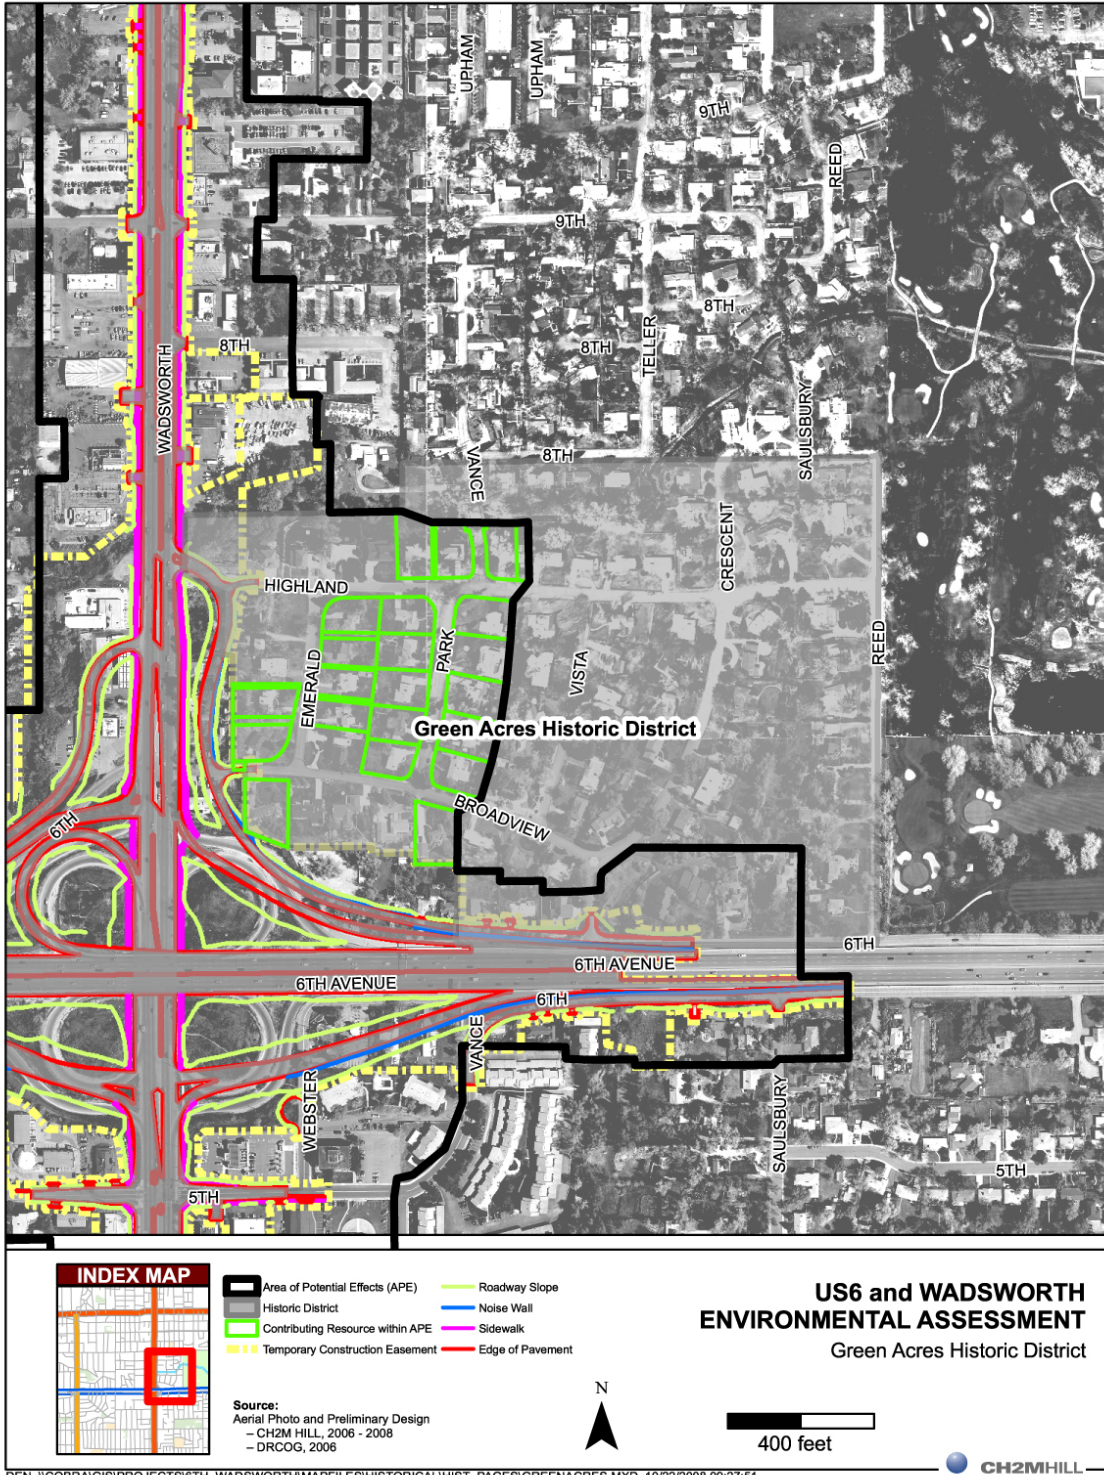 UPHAM
UPHAM
9TH
REED
9TH
8TH
TELLER
8TH
8TH
WADSWORTH
SAULSBURY
VANCE
8TH
CRESCENT
HIGHLAND
REED
PARK
EMERALD
VISTA
Green Acres Historic District
BROADVIEW
6TH
6TH
6TH AVENUE
6TH AVENUE
6TH
VANCE
WEBSTER
SAULSBURY
5TH
5TH
INDEX MAP
Area of Potential Effects (APE)
Historic District
Contributing Resource within APE
Temporary Construction Easement
Roadway Slope
Noise Wall
Sidewalk
Edge of Pavement
Source:
Aerial Photo and Preliminary Design
– CH2M HILL, 2006 - 2008
– DRCOG, 2006
N
400 feet
US6 and WADSWORTH
ENVIRONMENTAL ASSESSMENT
Green Acres Historic District
CH2MHILL